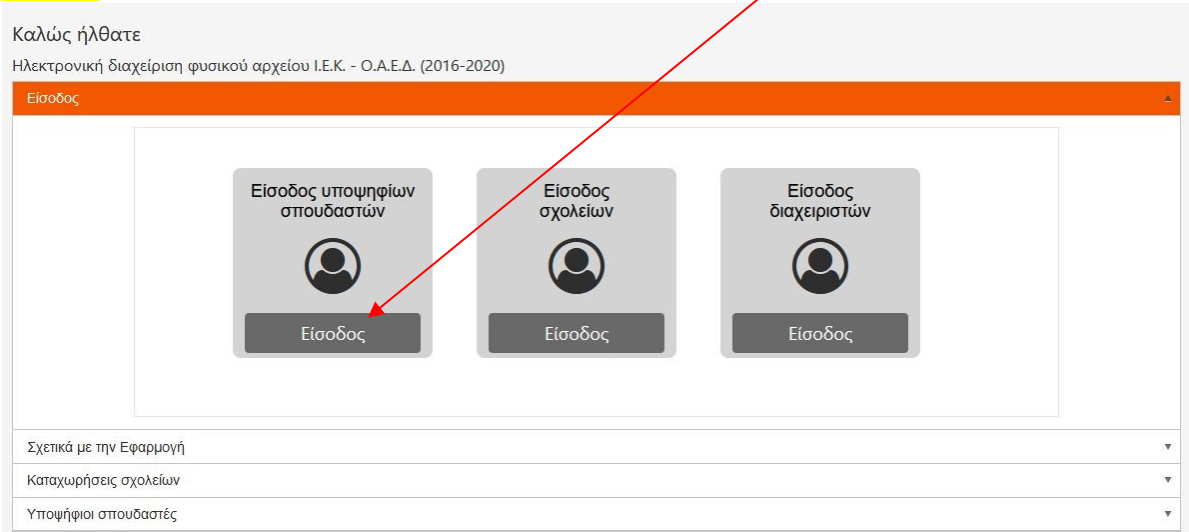 Καλώς ήλθατε
Ηλεκτρονική διαχείριση φυσικού αρχείου Ι.Ε.Κ. - Ο.Α.Ε.Δ. (2016-2020)
Είσοδος
Είσοδος υποψηφίων
σπουδαστών
Είσοδος
Είσοδος
σχολείων
Είσοδος
Είσοδος
διαχειριστών
Είσοδος
Σχετικά με την Εφαρμογή
Καταχωρήσεις σχολείων
Υποψήφιοι σπουδαστές